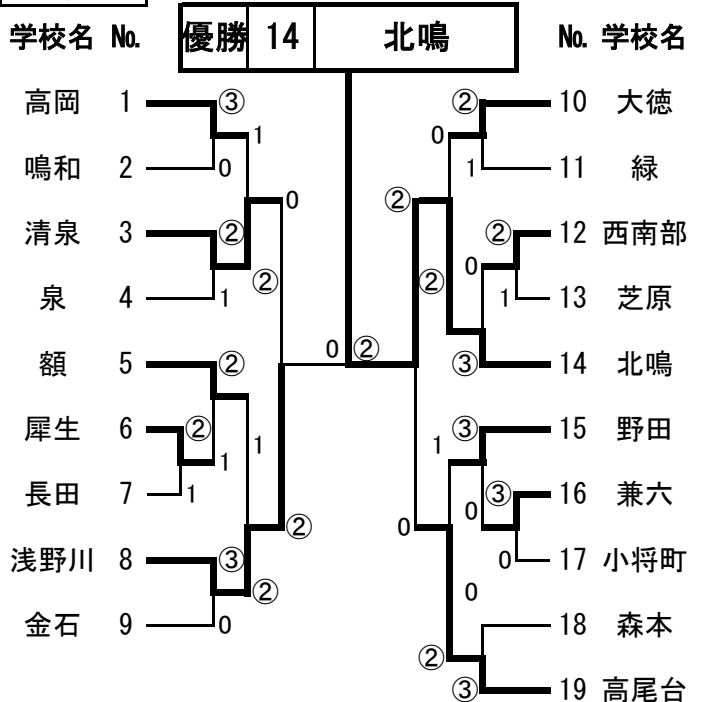 優勝 14 北鳴
学校名 No. No. 学校名
高岡 1 ③ ② 10 大徳
1 0
鳴和 2 0 1 11 緑
0 ②
清泉 3 ② ② 12 西南部
② ② 0
泉 4 1 1 13 芝原
0 ②
額 5 ② ③ 14 北鳴
犀生 6 ② ③ 15 野田
1 1 1
長田 7 1 ③ 16 兼六
0
② 0
浅野川 8 ③ 0 17 小将町
② 0
金石 9 0 18 森本
②
③ 19 高尾台